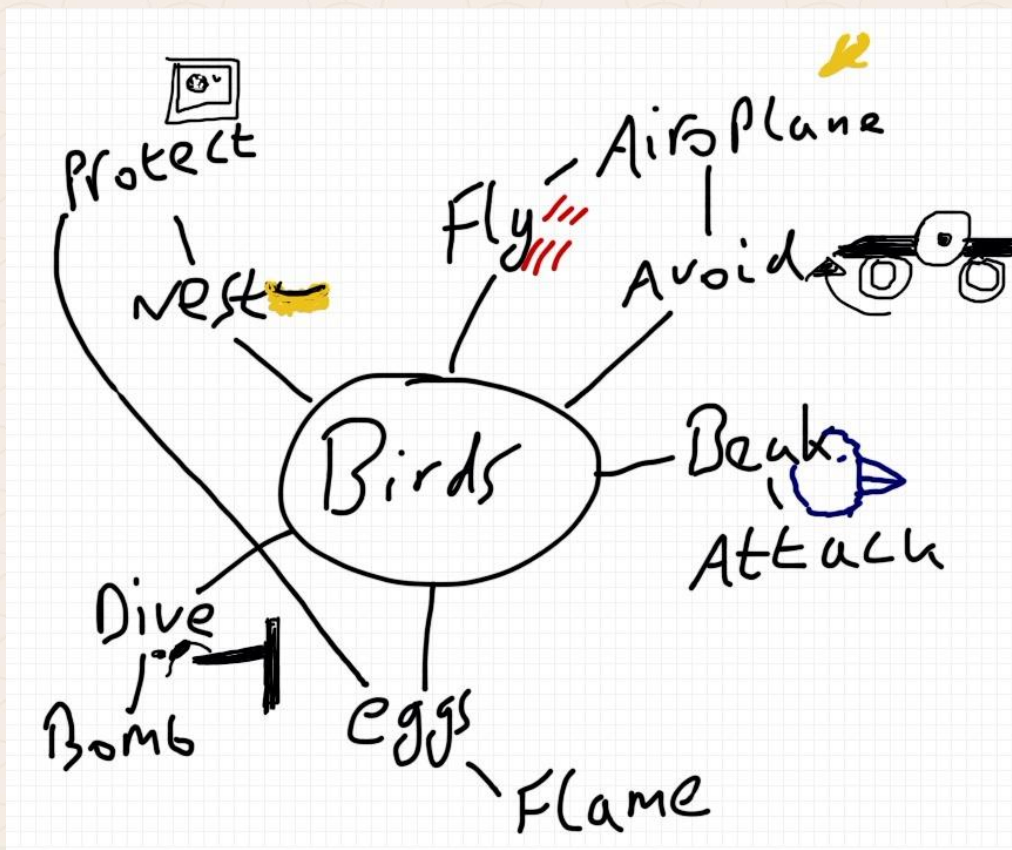 Protect
Airoplane
Fly
Nest
Avoid
Birds
Beak
Attack
Dive
Bomb
eggs
Flame